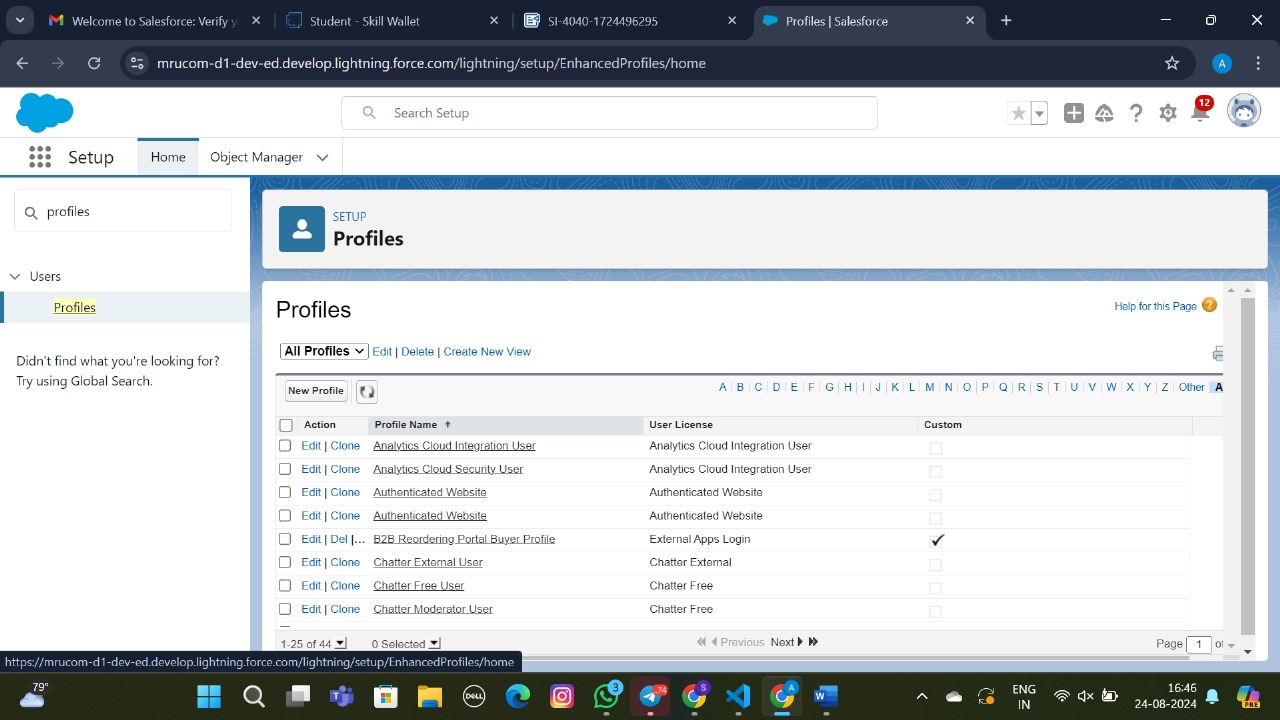 Welcome to Salesforce: Verify y
Student - Skill Wallet
SI-4040-1724496295
Profiles | Salesforce
mrucom-d1-dev-ed.develop.lightning.force.com/lightning/setup/EnhancedProfiles/home
A
Search Setup
12
Setup
Home
Object Manager
profiles
Users
Profiles
Didn't find what you're looking for?
Try using Global Search.
SETUP
Profiles
Profiles
Help for this Page ?
All Profiles Edit | Delete | Create New View
New Profile
A | B | C | D | E | F | G | H | I | J | K | L | M | N | O | P | Q | R | S | T | U | V | W | X | Y | Z | Other A
Action Profile Name User License Custom
Edit | Clone Analytics Cloud Integration User Analytics Cloud Integration User
Edit | Clone Analytics Cloud Security User Analytics Cloud Integration User
Edit | Clone Authenticated Website Authenticated Website
Edit | Clone Authenticated Website Authenticated Website
Edit | Del |... B2B Reordering Portal Buyer Profile External Apps Login
Edit | Clone Chatter External User Chatter External
Edit | Clone Chatter Free User Chatter Free
Edit | Clone Chatter Moderator User Chatter Free
1-25 of 44 0 Selected Previous Next Page 1 of
https://mrucom-d1-dev-ed.develop.lightning.force.com/lightning/setup/EnhancedProfiles/home
79°
DELL
3
74
S
A
ENG
IN
16:46
24-08-2024
PRE